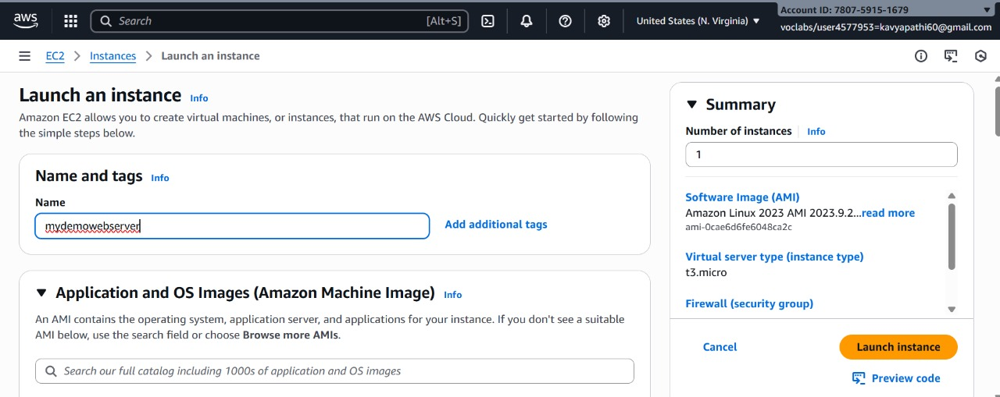 aws
Search [Alt+S]
United States (N. Virginia)
Account ID: 7807-5915-1679
voclabs/user4577953=kavyapathi60@gmail.com
EC2 > Instances > Launch an instance
Launch an instance Info
Amazon EC2 allows you to create virtual machines, or instances, that run on the AWS Cloud. Quickly get started by following
the simple steps below.
Name and tags Info
Name
mydemowebserver
Add additional tags
Application and OS Images (Amazon Machine Image) Info
An AMI contains the operating system, application server, and applications for your instance. If you don't see a suitable
AMI below, use the search field or choose Browse more AMIs.
Search our full catalog including 1000s of application and OS images
Summary
Number of instances Info
1
Software Image (AMI)
Amazon Linux 2023 AMI 2023.9.2...read more
ami-0cae6d6fe6048ca2c
Virtual server type (instance type)
t3.micro
Firewall (security group)
Cancel
Launch instance
Preview code